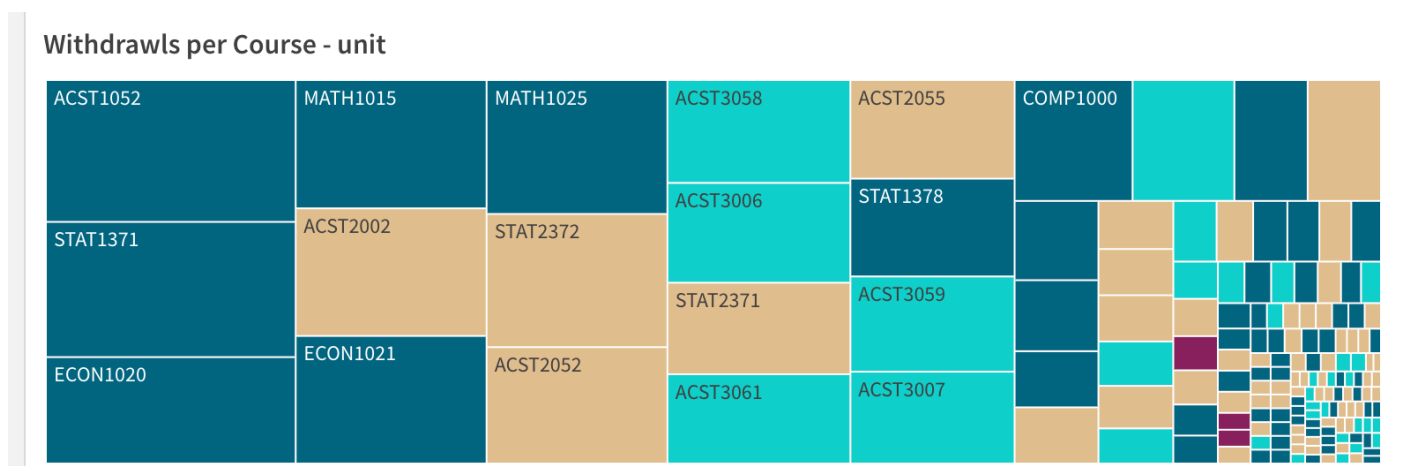 Withdrawls per Course - unit
ACST1052
MATH1015
MATH1025
ACST3058
ACST2055
COMP1000
ACST3006
STAT1378
ACST2002
STAT2372
STAT1371
ACST3059
STAT2371
ECON1021
ACST2052
ECON1020
ACST3061
ACST3007